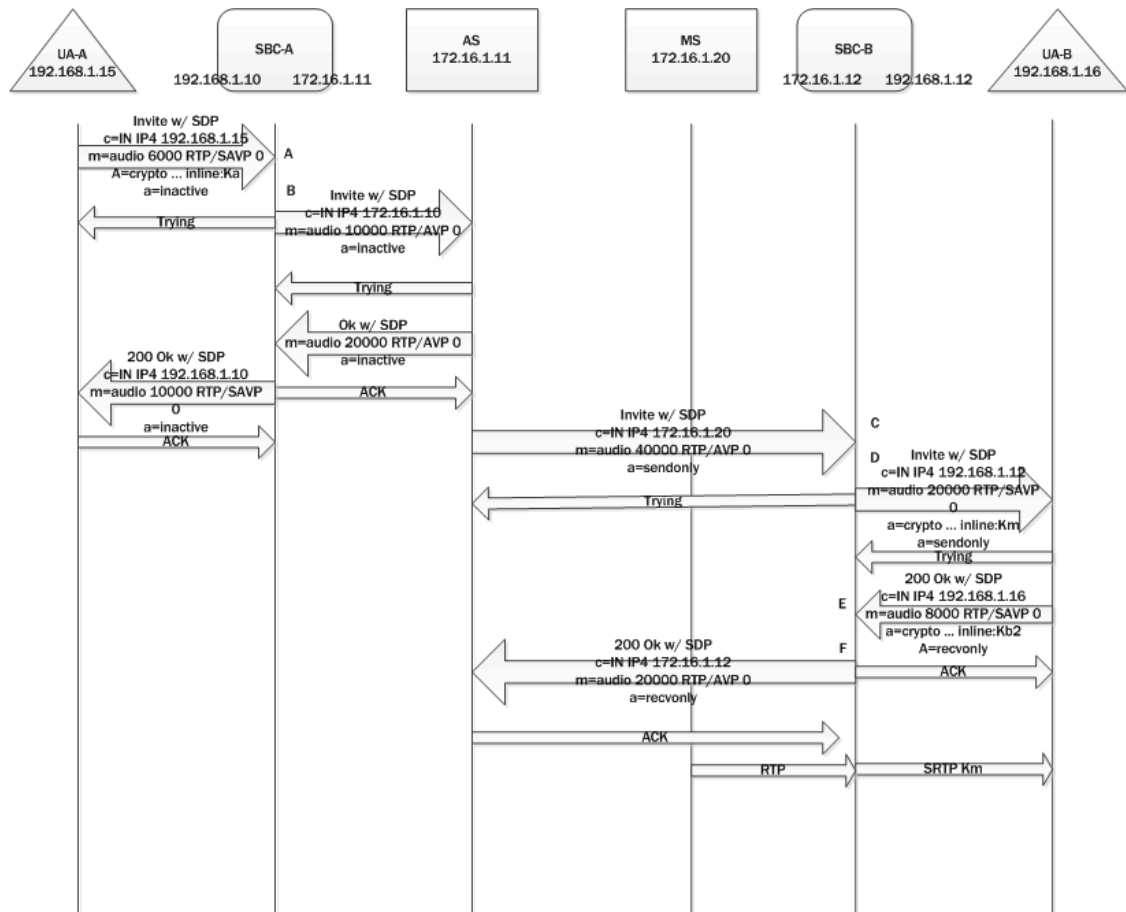 UA-A
192.168.1.15
SBC-A
192.168.1.10 172.16.1.11
AS
172.16.1.11
MS
172.16.1.20
SBC-B
172.16.1.12 192.168.1.12
UA-B
192.168.1.16
Invite w/ SDP
c=IN IP4 192.168.1.15
m=audio 6000 RTP/SAVP 0
A=crypto ... inline:Ka
a=inactive
A
B
Invite w/ SDP
c=IN IP4 172.16.1.10
m=audio 10000 RTP/AVP 0
a=inactive
Trying
Trying
Ok w/ SDP
m=audio 20000 RTP/AVP 0
a=inactive
200 Ok w/ SDP
c=IN IP4 192.168.1.10
m=audio 10000 RTP/SAVP
0
a=inactive
ACK
ACK
Invite w/ SDP
c=IN IP4 172.16.1.20
m=audio 40000 RTP/AVP 0
a=sendonly
C
D
Invite w/ SDP
c=IN IP4 192.168.1.12
m=audio 20000 RTP/SAVP
0
a=crypto ... inline:Km
a=sendonly
Trying
Trying
200 Ok w/ SDP
c=IN IP4 192.168.1.16
m=audio 8000 RTP/SAVP 0
a=crypto ... inline:Kb2
A=recvonly
E
F
200 Ok w/ SDP
c=IN IP4 172.16.1.12
m=audio 20000 RTP/AVP 0
a=recvonly
ACK
ACK
RTP
SRTP Km